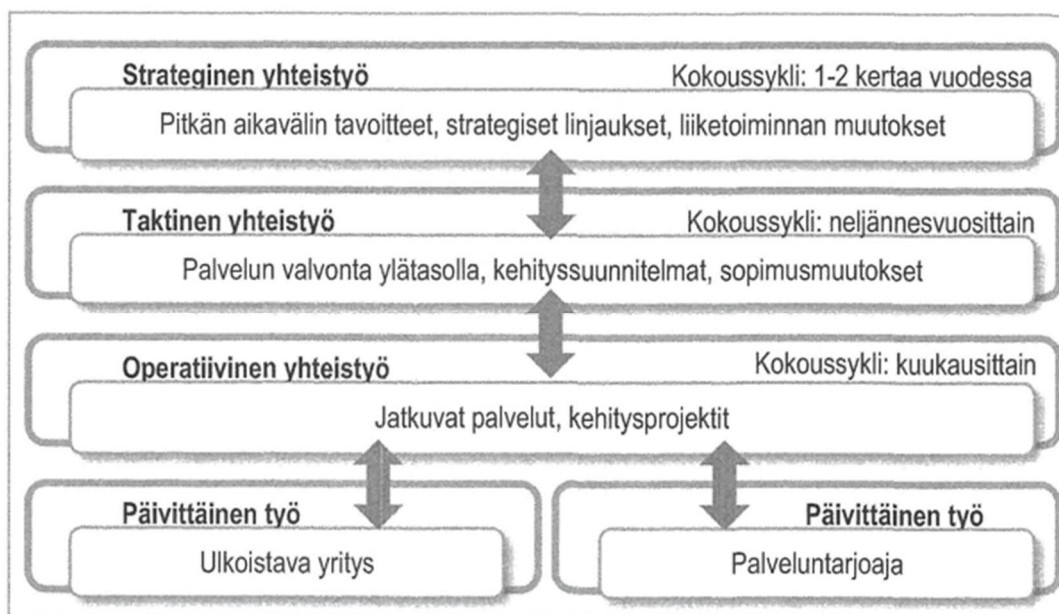 Strateginen yhteistyö
Kokoussykli: 1-2 kertaa vuodessa
Pitkän aikavälin tavoitteet, strategiset linjaukset, liiketoiminnan muutokset
Taktinen yhteistyö
Kokoussykli: neljännesvuosittain
Palvelun valvonta ylätasolla, kehityssuunnitelmat, sopimusmuutokset
Operatiivinen yhteistyö
Kokoussykli: kuukausittain
Jatkuvat palvelut, kehitysprojektit
Päivittäinen työ
Ulkoistava yritys
Päivittäinen työ
Palveluntarjoaja